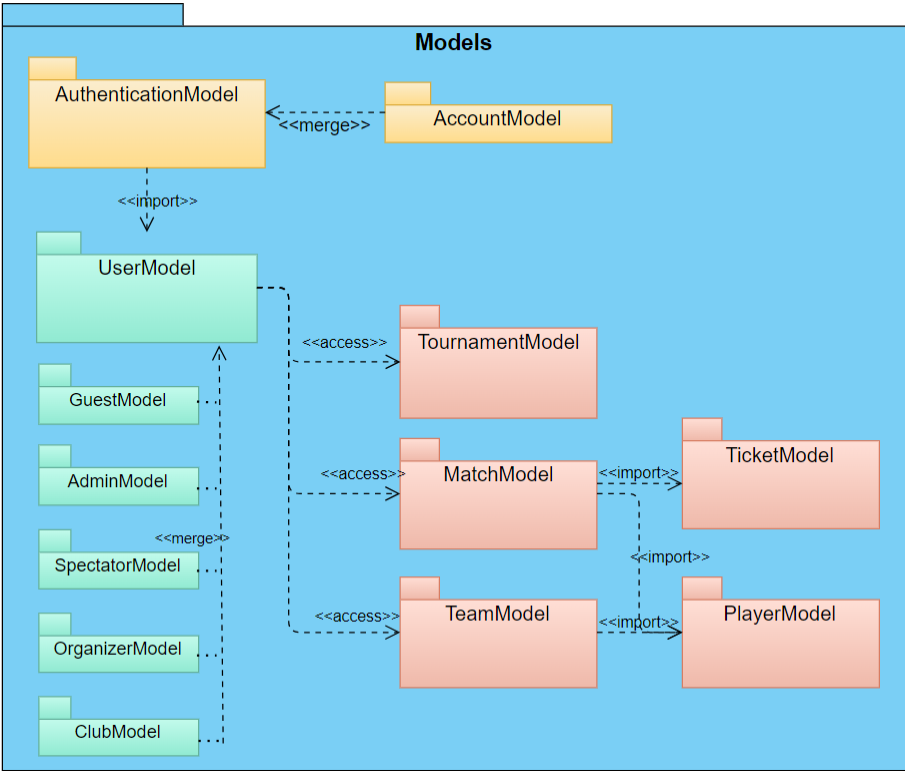 Models
AuthenticationModel
AccountModel
<<merge>>
<<import>>
UserModel
<<access>>
TournamentModel
GuestModel
AdminModel
<<access>>
MatchModel
<<import>>
TicketModel
<<merge>>
SpectatorModel
<<import>>
<<access>>
TeamModel
<<import>>
PlayerModel
OrganizerModel
ClubModel